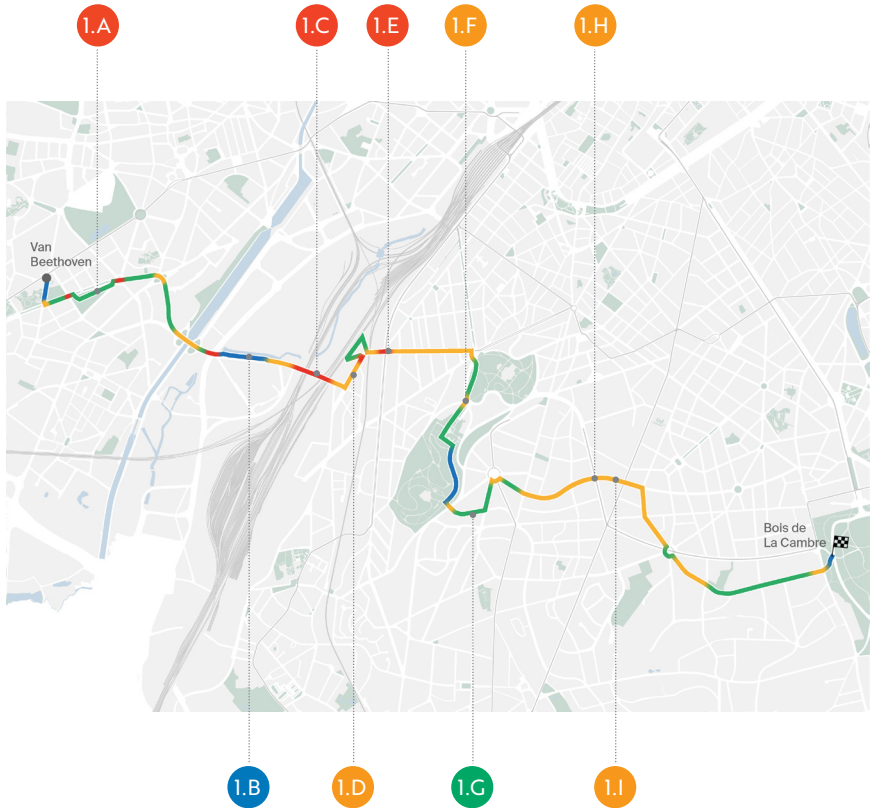 1.A
1.C
1.E
1.F
1.H
Van
Beethoven
Bois de
La Cambre
1.B
1.D
1.G
1.I